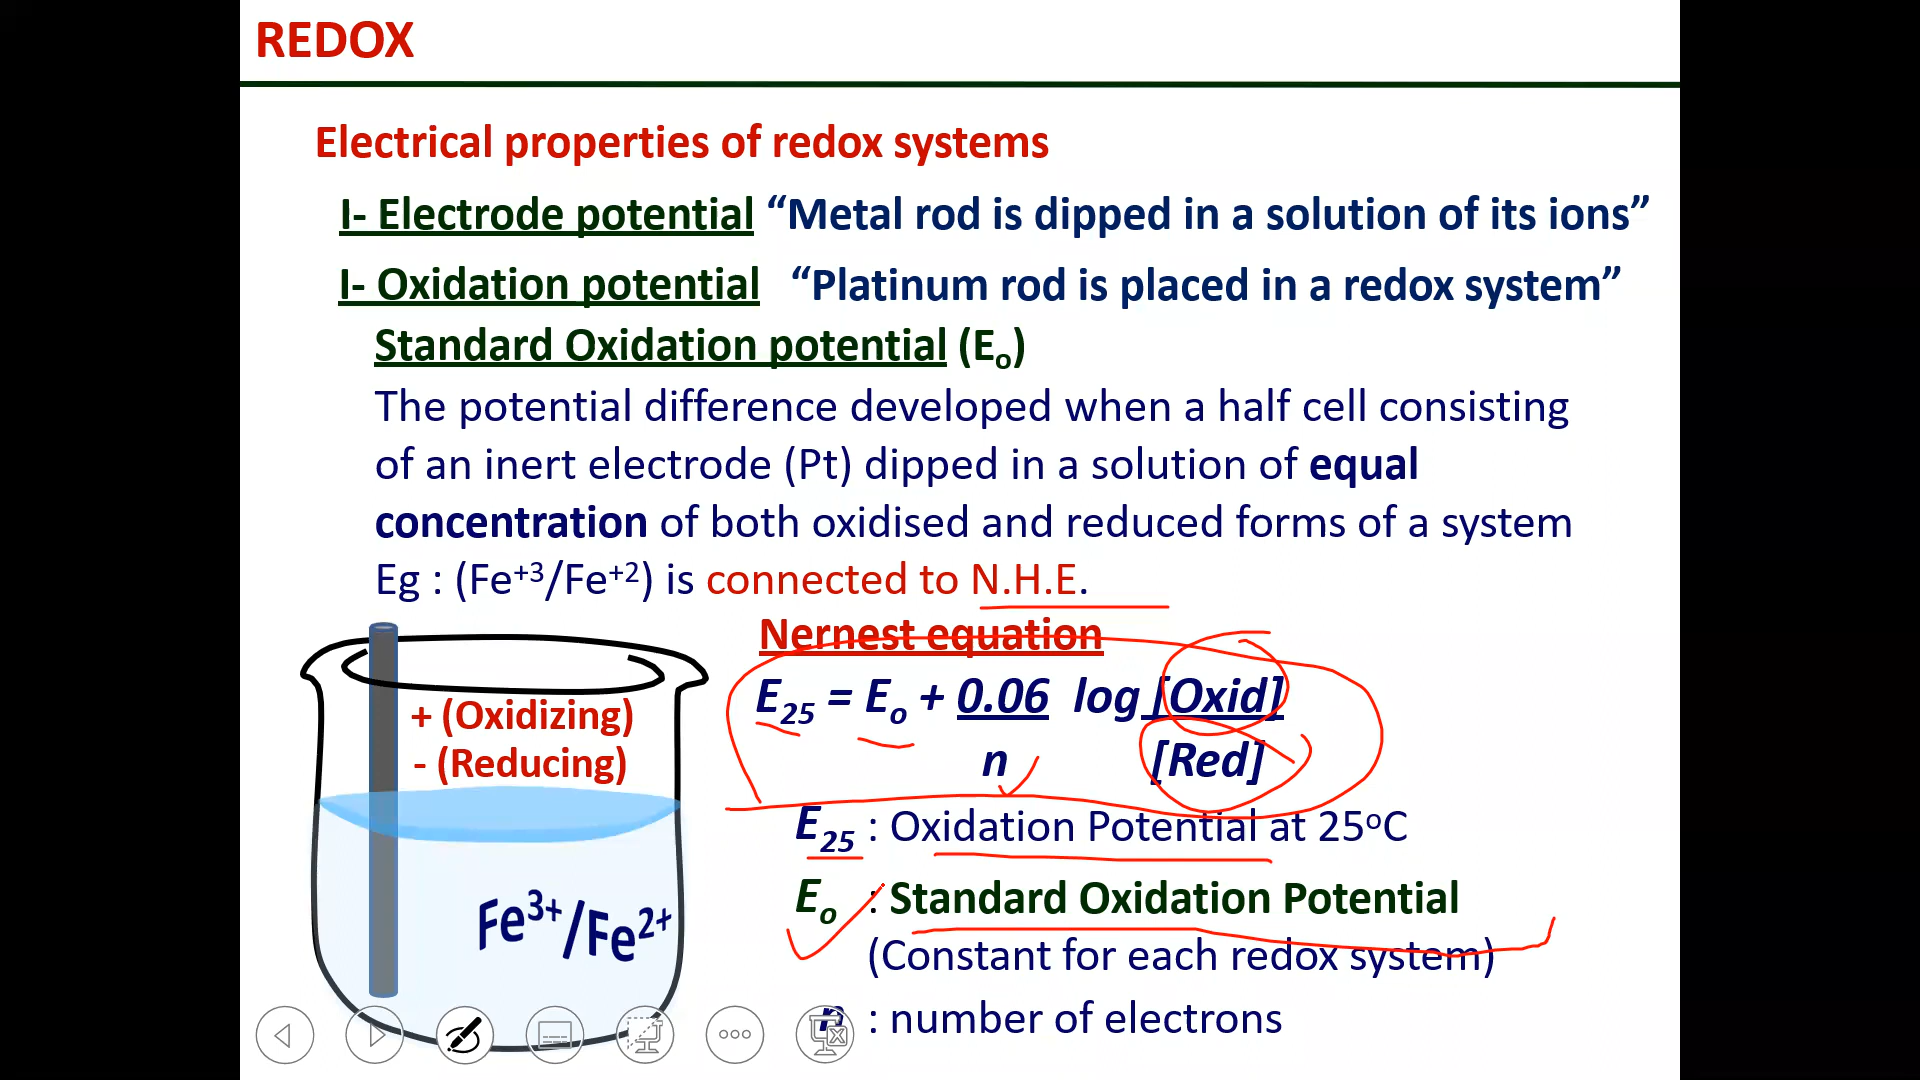 REDOX
Electrical properties of redox systems
I- Electrode potential “Metal rod is dipped in a solution of its ions”
I- Oxidation potential “Platinum rod is placed in a redox system”
Standard Oxidation potential (Eₒ)
The potential difference developed when a half cell consisting
of an inert electrode (Pt) dipped in a solution of equal
concentration of both oxidised and reduced forms of a system
Eg : (Fe⁺³/Fe⁺²) is connected to N.H.E.
Nernest equation
E₂₅ = Eₒ + 0.06 log [Oxid]
n [Red]
+ (Oxidizing)
- (Reducing)
Fe³⁺/Fe²⁺
E₂₅ : Oxidation Potential at 25ᵒC
Eₒ : Standard Oxidation Potential
(Constant for each redox system)
n : number of electrons